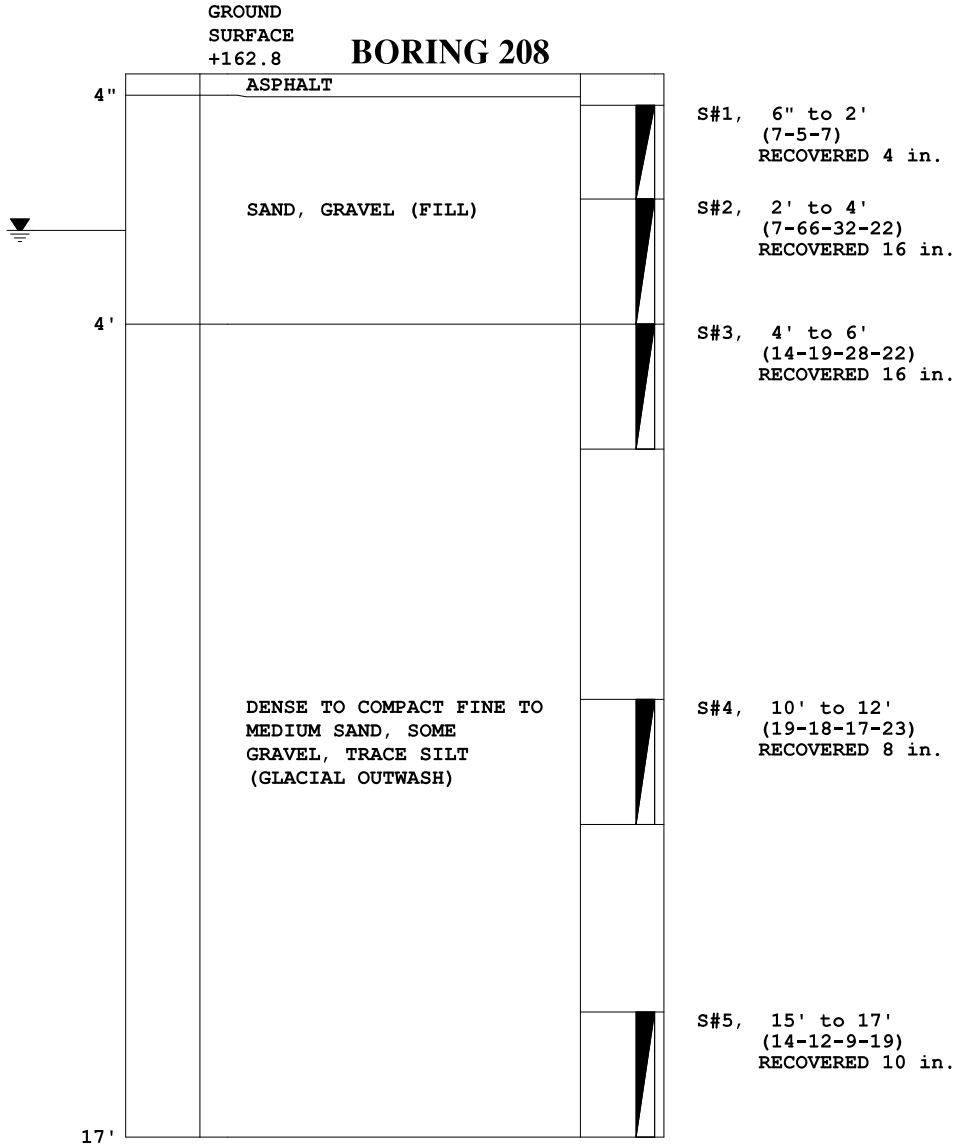 GROUND
SURFACE
+162.8
BORING 208
ASPHALT
4"
S#1, 6" to 2'
(7-5-7)
RECOVERED 4 in.
SAND, GRAVEL (FILL)
S#2, 2' to 4'
(7-66-32-22)
RECOVERED 16 in.
4'
S#3, 4' to 6'
(14-19-28-22)
RECOVERED 16 in.
DENSE TO COMPACT FINE TO
MEDIUM SAND, SOME
GRAVEL, TRACE SILT
(GLACIAL OUTWASH)
S#4, 10' to 12'
(19-18-17-23)
RECOVERED 8 in.
S#5, 15' to 17'
(14-12-9-19)
RECOVERED 10 in.
17'